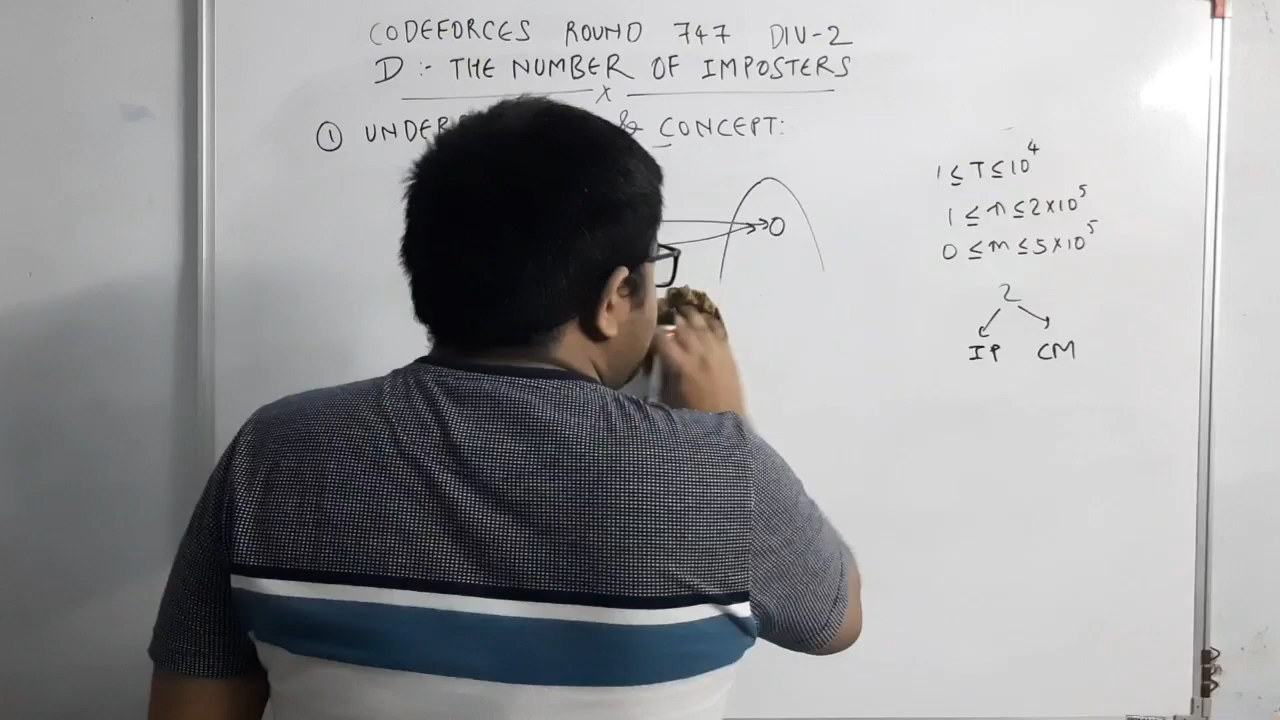 CODEFORCES ROUND 747 DIV-2
D :- THE NUMBER OF IMPOSTERS
X
① & CONCEPT:
1 ≤ T ≤ 10^4
1 ≤ n ≤ 2×10^5
0 ≤ m ≤ 5×10^5
0
2
IP CM